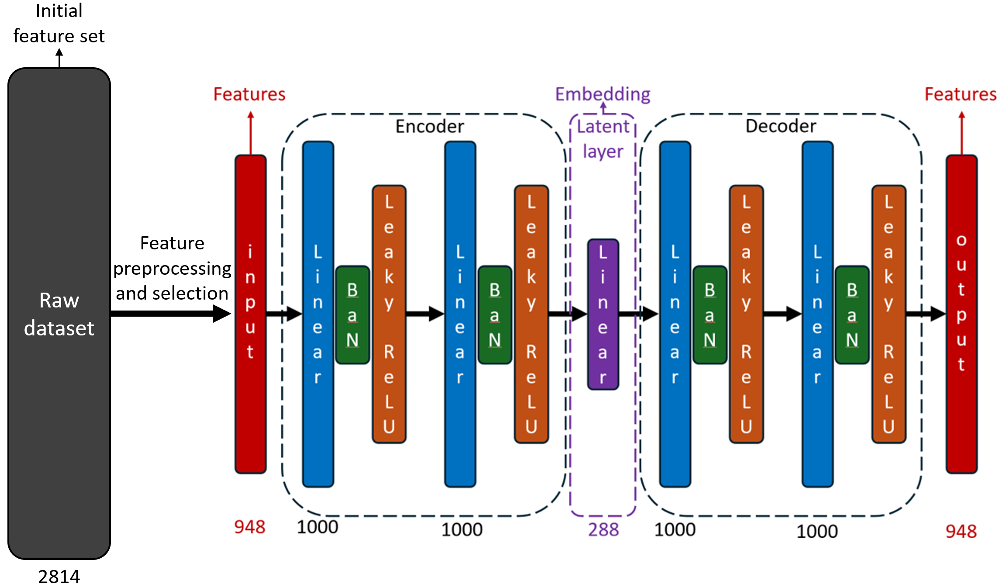 Initial
feature set
Raw
dataset
2814
Feature
preprocessing
and selection
Features
input
948
Encoder
Linear
BaN
Leaky ReLU
1000
Linear
BaN
Leaky ReLU
1000
Embedding
Latent
layer
Linear
288
Decoder
Linear
BaN
Leaky ReLU
1000
Linear
BaN
Leaky ReLU
1000
Features
output
948